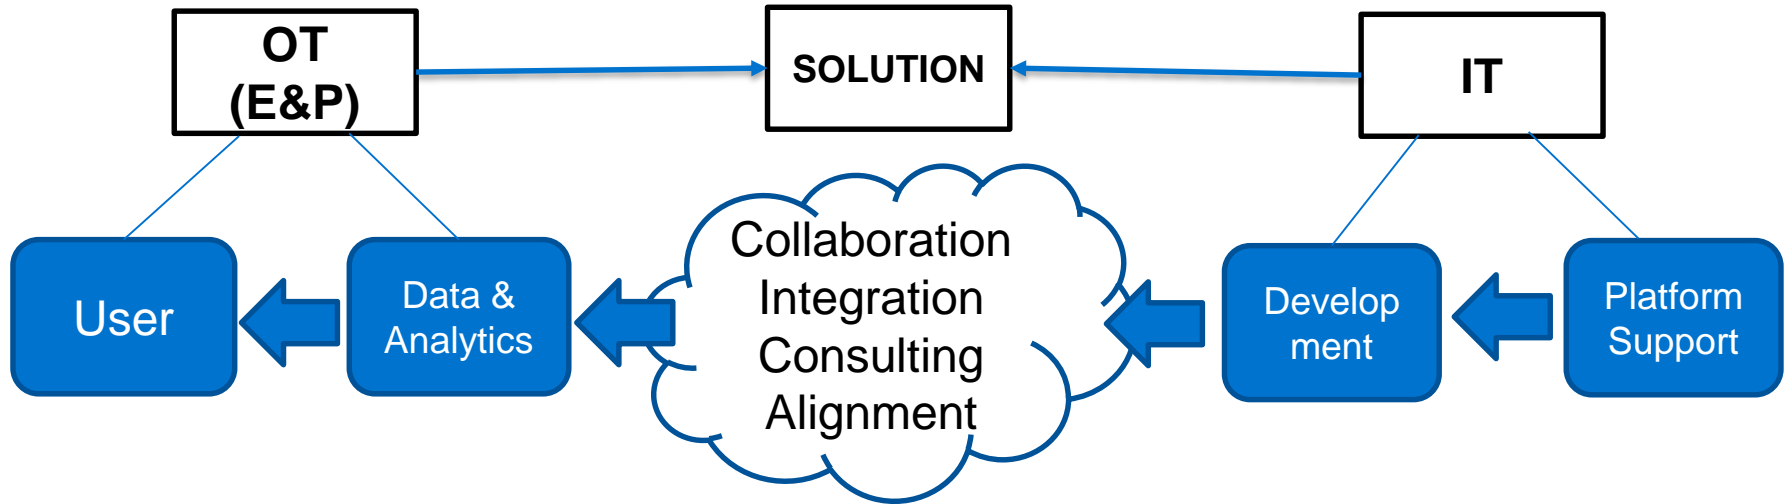 OT
(E&P)
SOLUTION
IT
User
Data &
Analytics
Collaboration
Integration
Consulting
Alignment
Develop
ment
Platform
Support